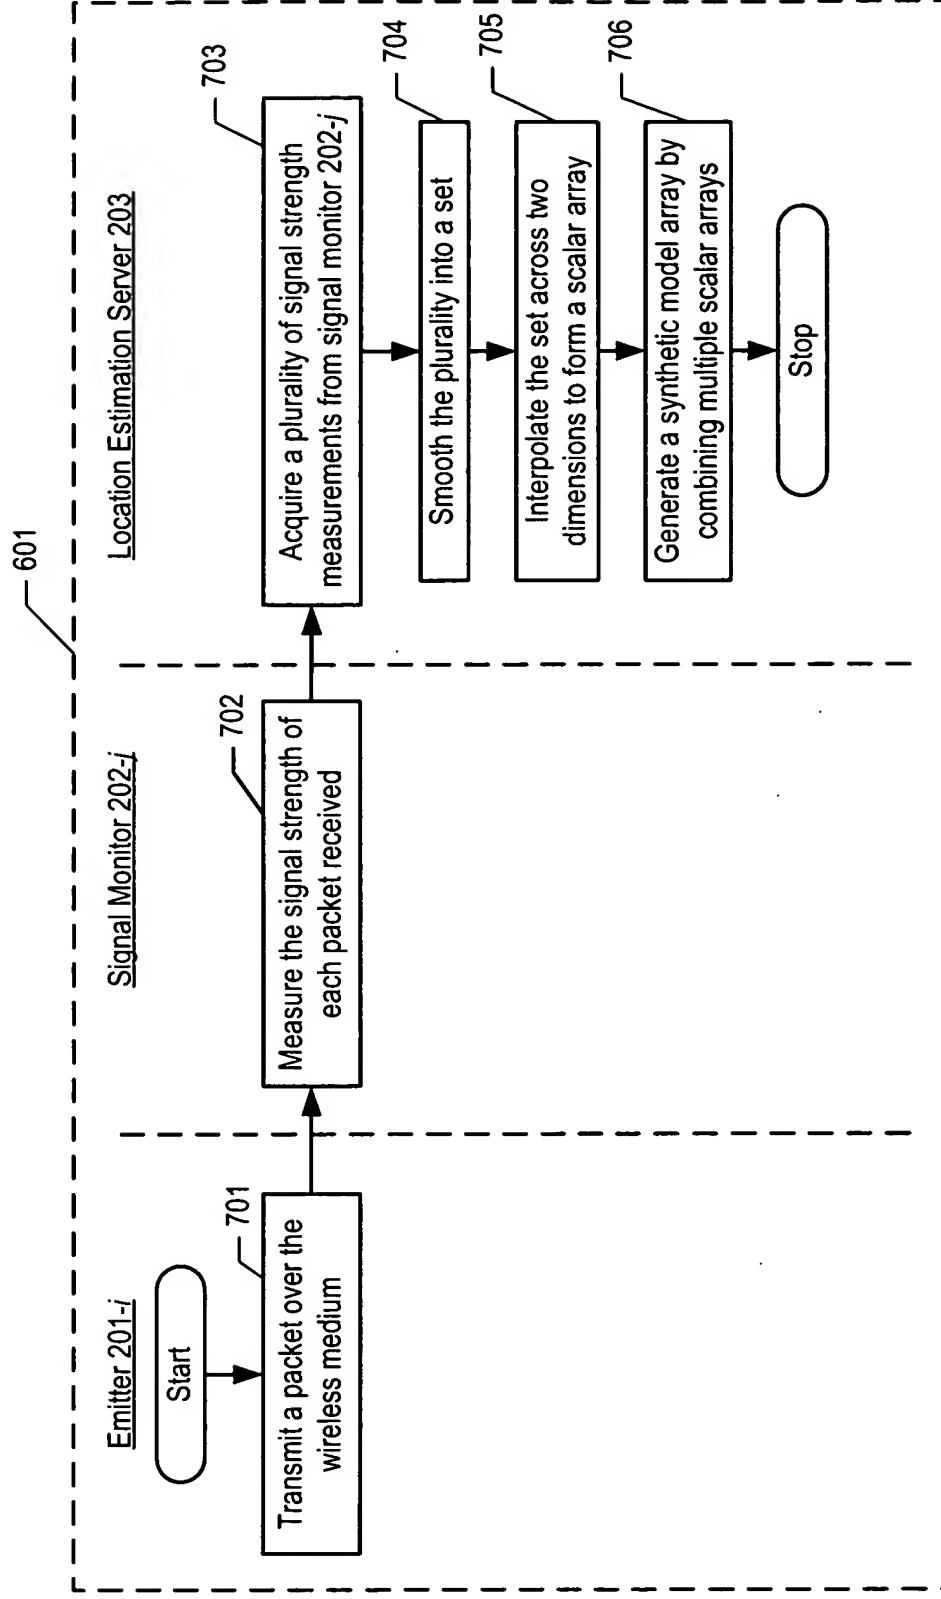 601
Emitter 201-i
Signal Monitor 202-j
Location Estimation Server 203
Start
701
Transmit a packet over the
wireless medium
702
Measure the signal strength of
each packet received
703
Acquire a plurality of signal strength
measurements from signal monitor 202-j
704
Smooth the plurality into a set
705
Interpolate the set across two
dimensions to form a scalar array
706
Generate a synthetic model array by
combining multiple scalar arrays
Stop